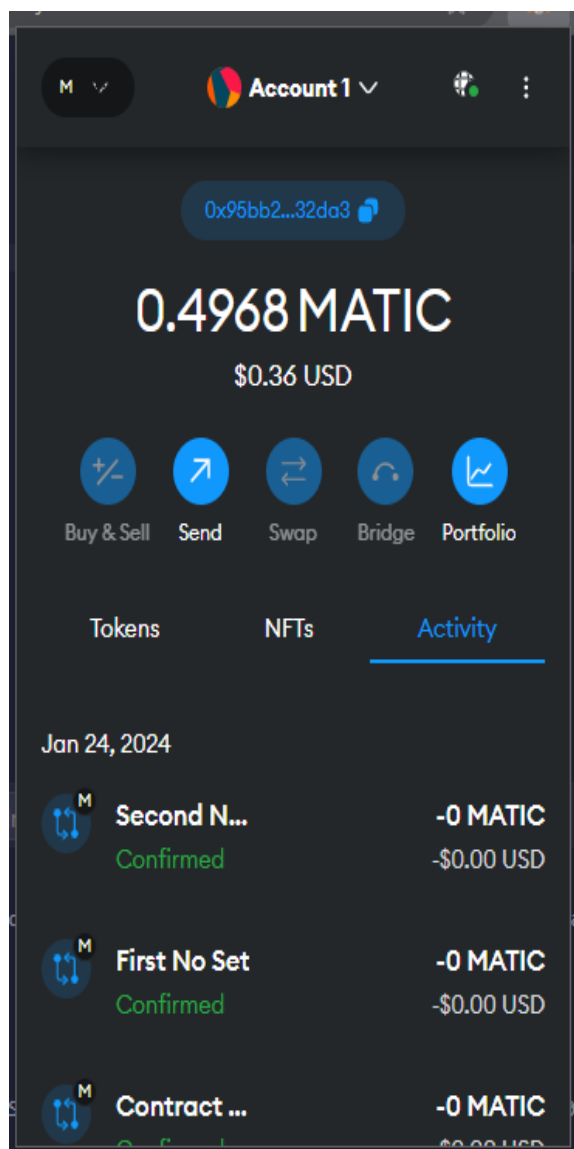 M
Account 1
0x95bb2...32da3
0.4968 MATIC
$0.36 USD
Buy & Sell
Send
Swap
Bridge
Portfolio
Tokens
NFTs
Activity
Jan 24, 2024
M
Second N...
-0 MATIC
Confirmed
-$0.00 USD
M
First No Set
-0 MATIC
Confirmed
-$0.00 USD
M
Contract ...
-0 MATIC